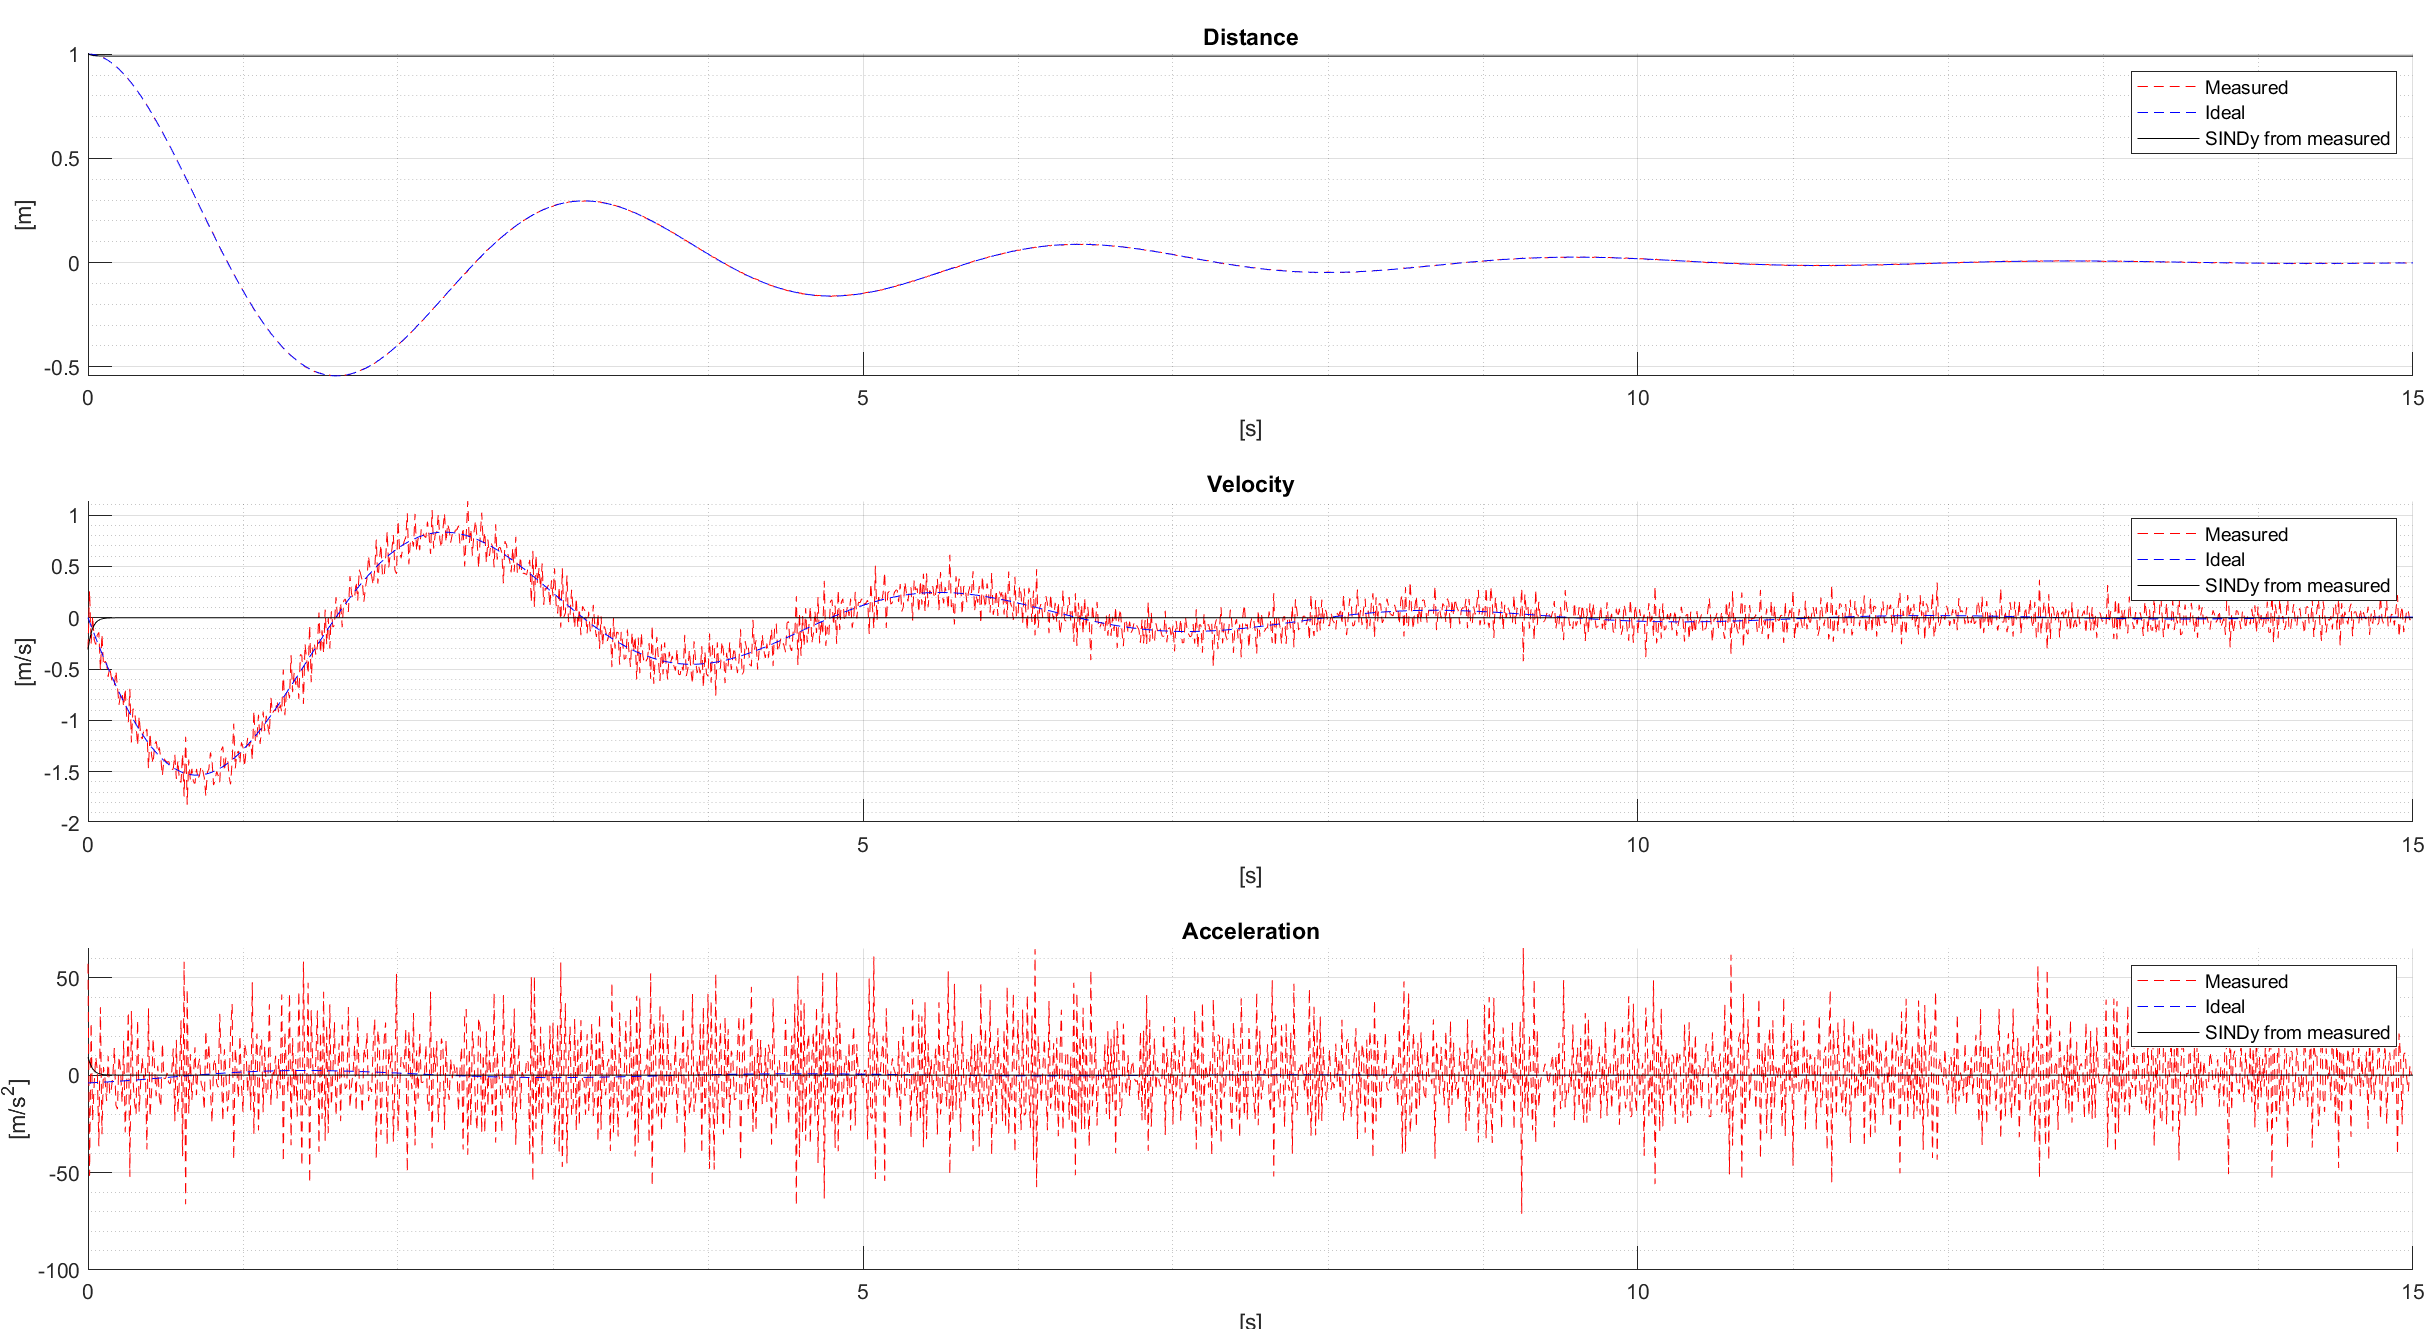 Distance
1
0.5
0
-0.5
[m]
Measured
Ideal
SINDy from measured
0 5 10 15
[s]
Velocity
1
0.5
0
-0.5
-1
-1.5
-2
[m/s]
Measured
Ideal
SINDy from measured
0 5 10 15
[s]
Acceleration
50
0
-50
-100
[m/s²]
Measured
Ideal
SINDy from measured
0 5 10 15
[s]